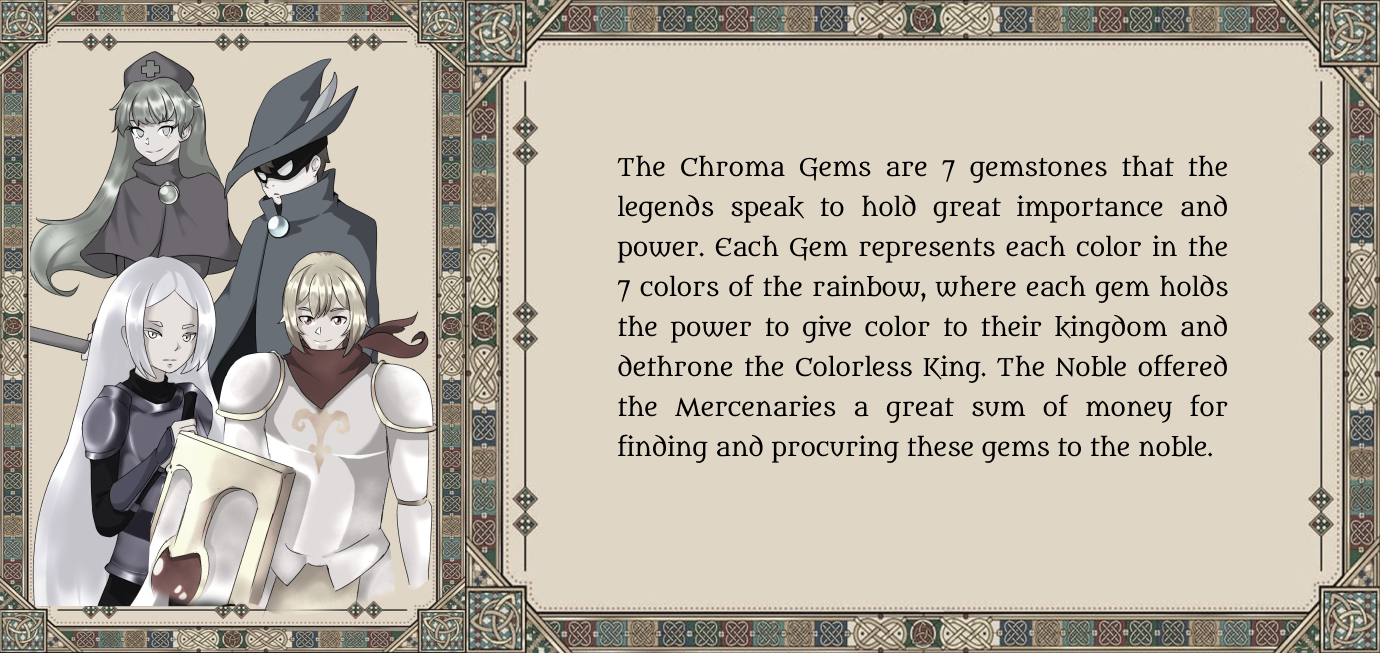 The Chroma Gems are 7 gemstones that the
legends speak to hold great importance and
power. Each Gem represents each color in the
7 colors of the rainbow, where each gem holds
the power to give color to their kingdom and
dethrone the Colorless King. The Noble offered
the Mercenaries a great sum of money for
finding and procuring these gems to the noble.